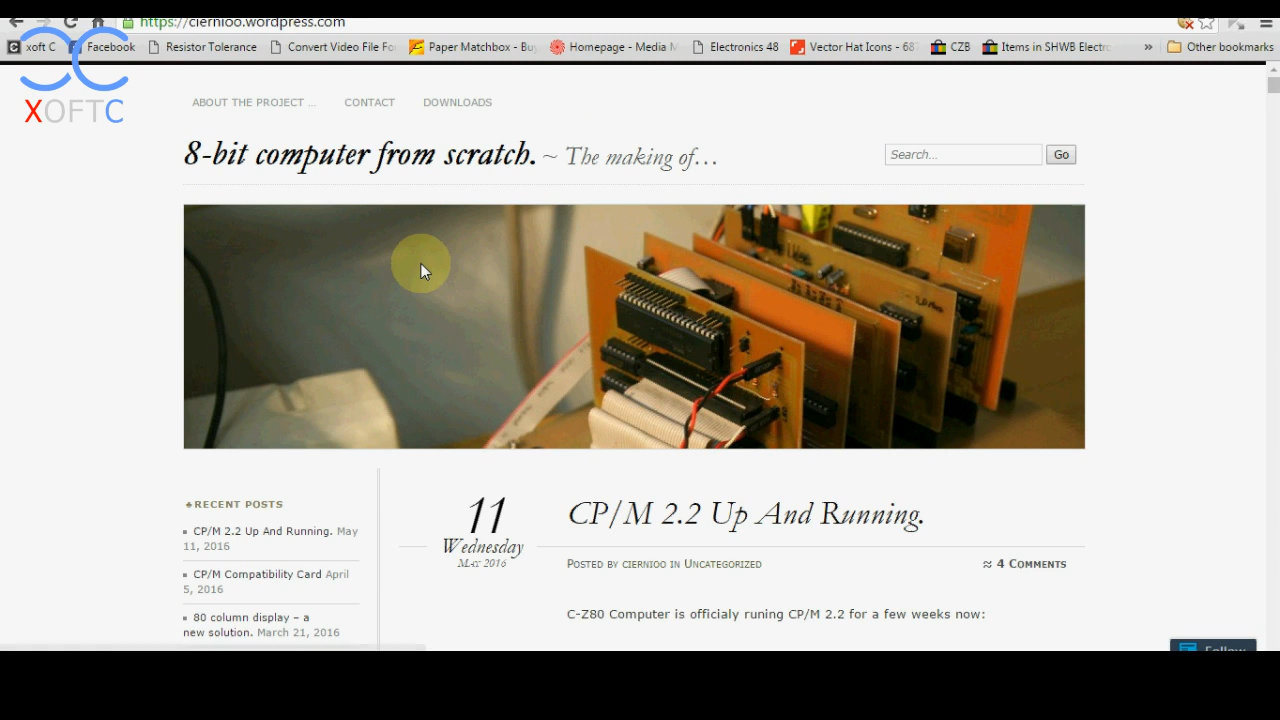 https://ciernioo.wordpress.com
xoft C
Facebook
Resistor Tolerance
Convert Video File Fo
Paper Matchbox - Bu
Homepage - Media M
Electronics 48
Vector Hat Icons - 687
CZB
Items in SHWB Electro
»
Other bookmarks
XOFTC
ABOUT THE PROJECT ...
CONTACT
DOWNLOADS
8-bit computer from scratch. ~ The making of…
Search...
Go
RECENT POSTS
CP/M 2.2 Up And Running. May
11, 2016
CP/M Compatibility Card April
5, 2016
80 column display – a
new solution. March 21, 2016
11
Wednesday
May 2016
CP/M 2.2 Up And Running.
Posted by ciernioo in Uncategorized
≈ 4 Comments
C-Z80 Computer is officialy runing CP/M 2.2 for a few weeks now:
Follow